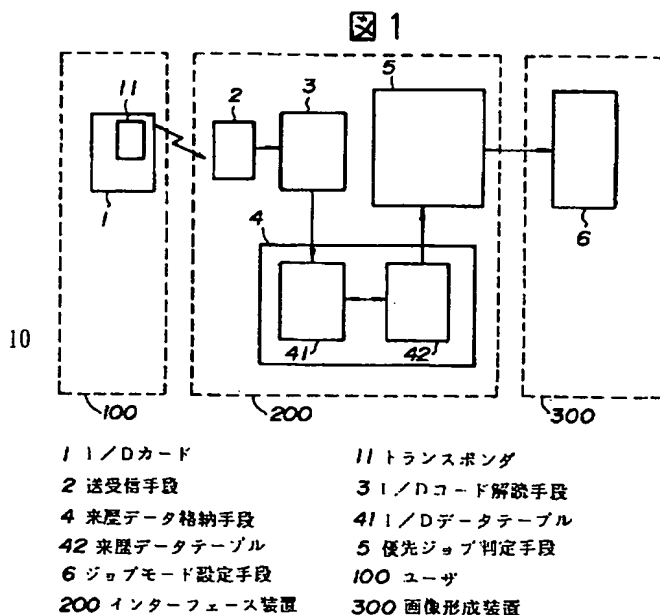 図1
11
1
2
3
5
4
41
42
6
10
100
200
300
1 I/Dカード
11 トランスポンダ
2 送受信手段
3 I/Dコード解読手段
4 来歴データ格納手段
41 I/Dデータテーブル
42 来歴データテーブル
5 優先ジョブ判定手段
6 ジョブモード設定手段
100 ユーザ
200 インターフェース装置
300 画像形成装置